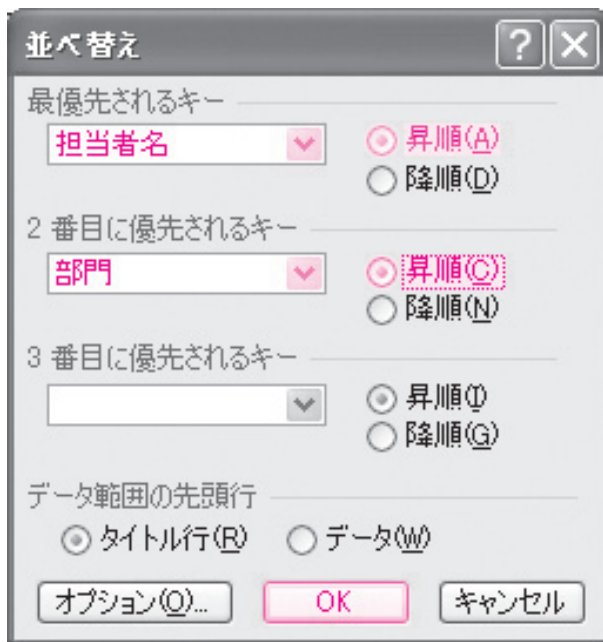 並べ替え
最優先されるキー
担当者名
昇順(A)
降順(D)
2 番目に優先されるキー
部門
昇順(C)
降順(N)
3 番目に優先されるキー
昇順(I)
降順(G)
データ範囲の先頭行
タイトル行(R) データ(W)
オプション(O)... OK キャンセル